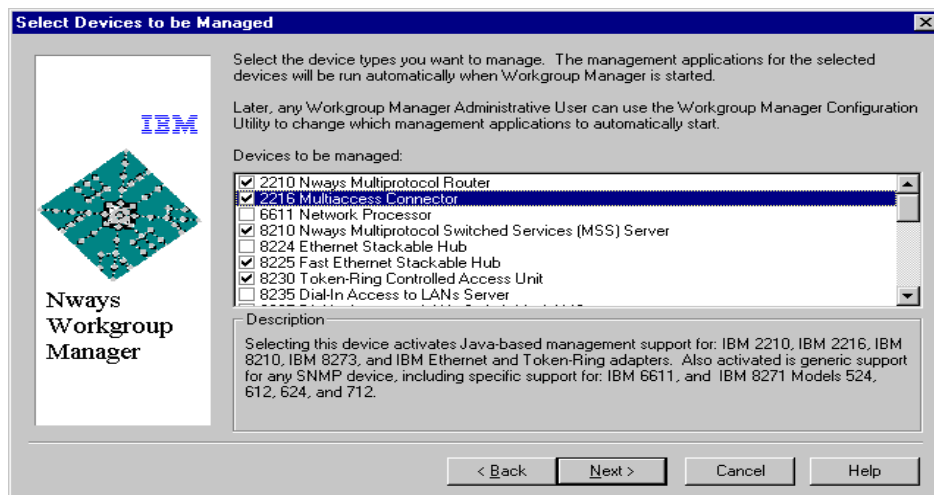 Select Devices to be Managed
IBM
Nways
Workgroup
Manager
Select the device types you want to manage. The management applications for the selected
devices will be run automatically when Workgroup Manager is started.
Later, any Workgroup Manager Administrative User can use the Workgroup Manager Configuration
Utility to change which management applications to automatically start.
Devices to be managed:
2210 Nways Multiprotocol Router
2216 Multiaccess Connector
6611 Network Processor
8210 Nways Multiprotocol Switched Services (MSS) Server
8224 Ethernet Stackable Hub
8225 Fast Ethernet Stackable Hub
8230 Token-Ring Controlled Access Unit
8235 Dial-In Access to LANs Server
Description
Selecting this device activates Java-based management support for: IBM 2210, IBM 2216, IBM
8210, IBM 8273, and IBM Ethernet and Token-Ring adapters. Also activated is generic support
for any SNMP device, including specific support for: IBM 6611, and IBM 8271 Models 524,
612, 624, and 712.
< Back
Next >
Cancel
Help